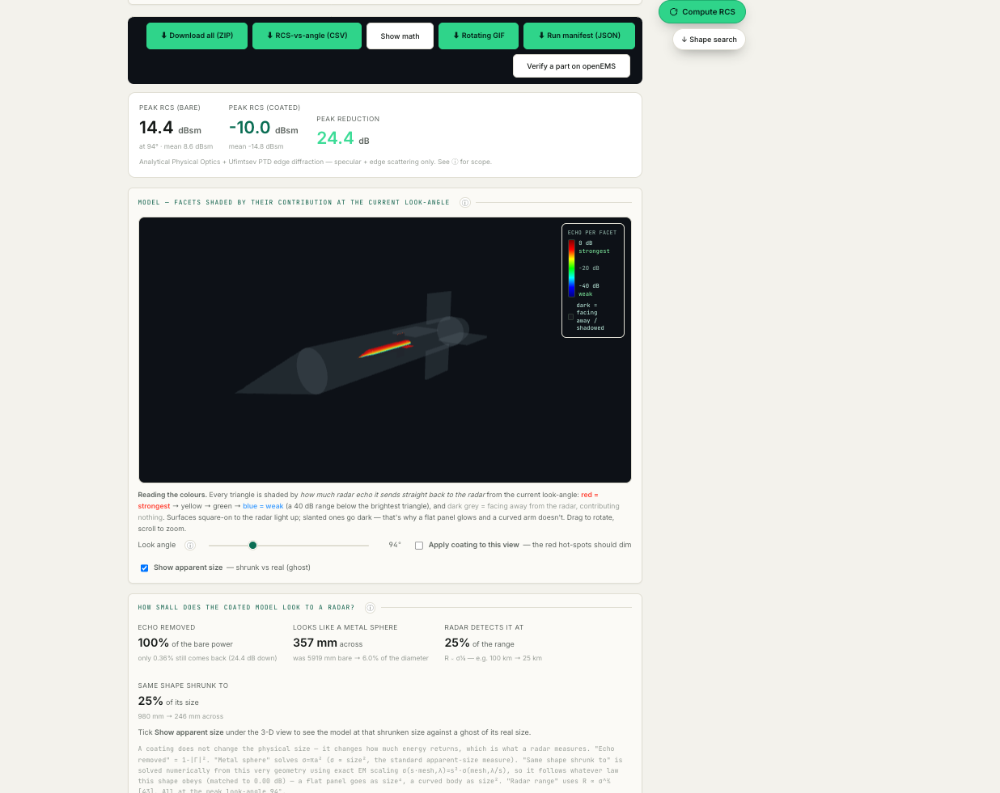 Compute RCS
↓ Shape search
⬇ Download all (ZIP)
⬇ RCS-vs-angle (CSV)
Show math
⬇ Rotating GIF
⬇ Run manifest (JSON)
Verify a part on openEMS
PEAK RCS (BARE)
14.4 dBsm
at 94° · mean 8.6 dBsm
PEAK RCS (COATED)
-10.0 dBsm
mean -14.8 dBsm
PEAK REDUCTION
24.4 dB
Analytical Physical Optics + Ufimtsev PTD edge diffraction — specular + edge scattering only. See ⓘ for scope.
MODEL — FACETS SHADED BY THEIR CONTRIBUTION AT THE CURRENT LOOK-ANGLE ⓘ
ECHO PER FACET
0 dB
strongest
-20 dB
-40 dB
weak
dark =
facing
away /
shadowed
Reading the colours. Every triangle is shaded by how much radar echo it sends straight back to the radar from the current look-angle: red =
strongest → yellow → green → blue = weak (a 40 dB range below the brightest triangle), and dark grey = facing away from the radar, contributing
nothing. Surfaces square-on to the radar light up; slanted ones go dark — that's why a flat panel glows and a curved arm doesn't. Drag to rotate,
scroll to zoom.
Look angle ⓘ 94° Apply coating to this view — the red hot-spots should dim
Show apparent size — shrunk vs real (ghost)
HOW SMALL DOES THE COATED MODEL LOOK TO A RADAR? ⓘ
ECHO REMOVED
100% of the bare power
only 0.36% still comes back (24.4 dB down)
LOOKS LIKE A METAL SPHERE
357 mm across
was 5919 mm bare → 6.0% of the diameter
RADAR DETECTS IT AT
25% of the range
R ∝ σ¼ — e.g. 100 km → 25 km
SAME SHAPE SHRUNK TO
25% of its size
980 mm → 246 mm across
Tick Show apparent size under the 3-D view to see the model at that shrunken size against a ghost of its real size.
A coating does not change the physical size — it changes how much energy returns, which is what a radar measures. "Echo
removed" = 1-|Γ|². "Metal sphere" solves σ=πa² (σ ∝ size², the standard apparent-size measure). "Same shape shrunk to" is
solved numerically from this very geometry using exact EM scaling σ(s·mesh,λ)=s²·σ(mesh,λ/s), so it follows whatever law
this shape obeys (matched to 0.00 dB) — a flat panel goes as size⁴, a curved body as size². "Radar range" uses R ∝ σ^¼
[43]. All at the peak look-angle 94°.